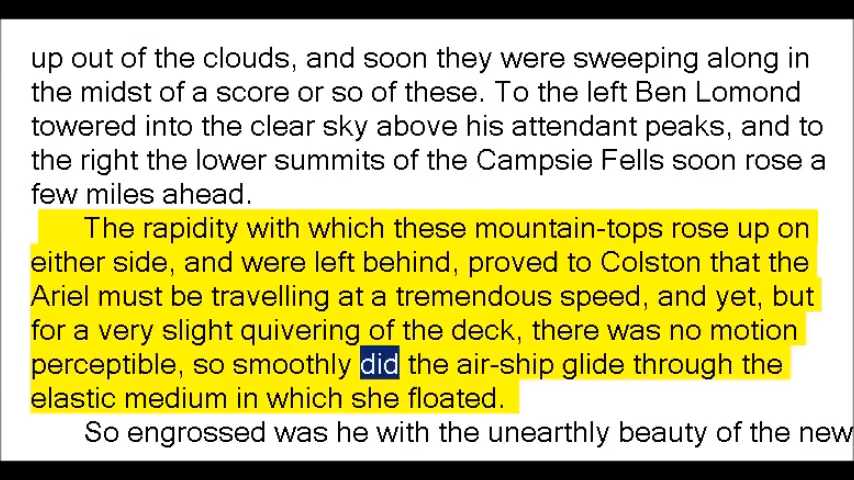 up out of the clouds, and soon they were sweeping along in
the midst of a score or so of these. To the left Ben Lomond
towered into the clear sky above his attendant peaks, and to
the right the lower summits of the Campsie Fells soon rose a
few miles ahead.
The rapidity with which these mountain-tops rose up on
either side, and were left behind, proved to Colston that the
Ariel must be travelling at a tremendous speed, and yet, but
for a very slight quivering of the deck, there was no motion
perceptible, so smoothly did the air-ship glide through the
elastic medium in which she floated.
So engrossed was he with the unearthly beauty of the new